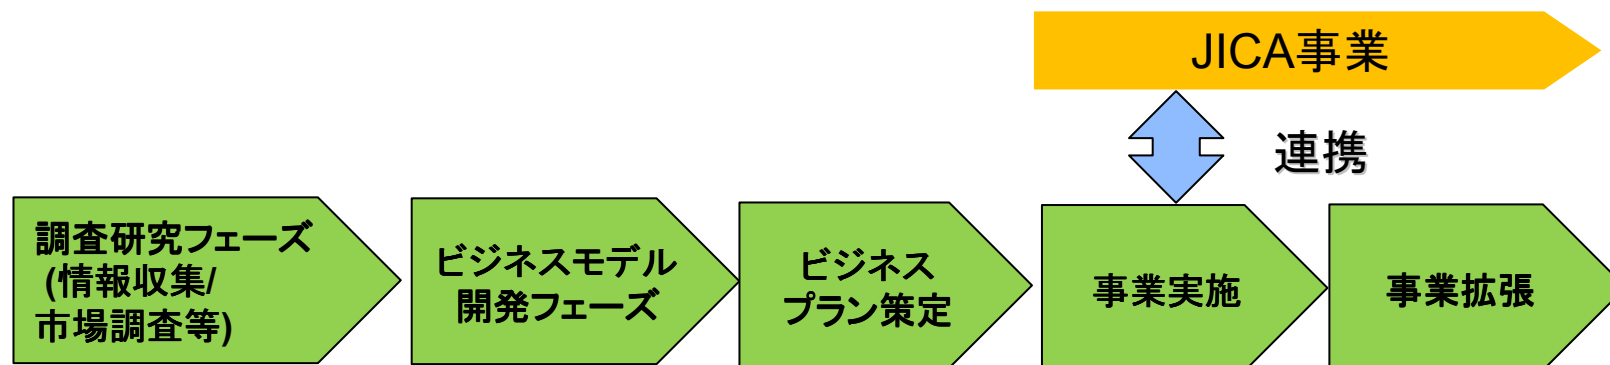 JICA事業
連携
調査研究フェーズ
(情報収集/
市場調査等)
ビジネスモデル
開発フェーズ
ビジネス
プラン策定
事業実施
事業拡張